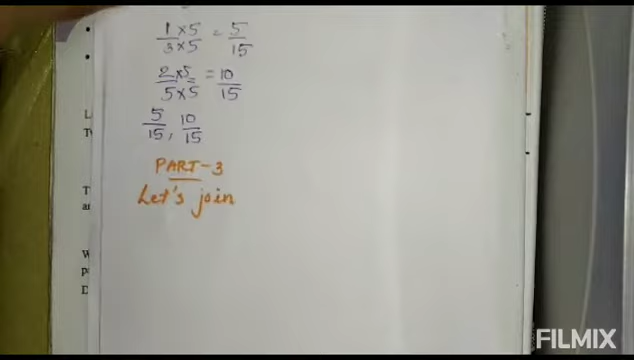 1×5/3×5 = 5/15
2×5/5×5 = 10/15
5/15, 10/15
PART-3
Let's join
FILMIX